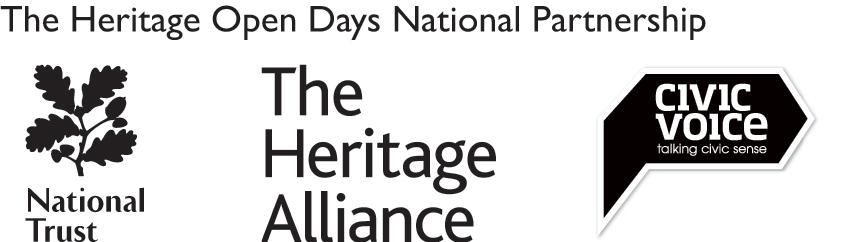 The Heritage Open Days National Partnership
National
Trust
The
Heritage
Alliance
CIVIC
VOICE
talking civic sense